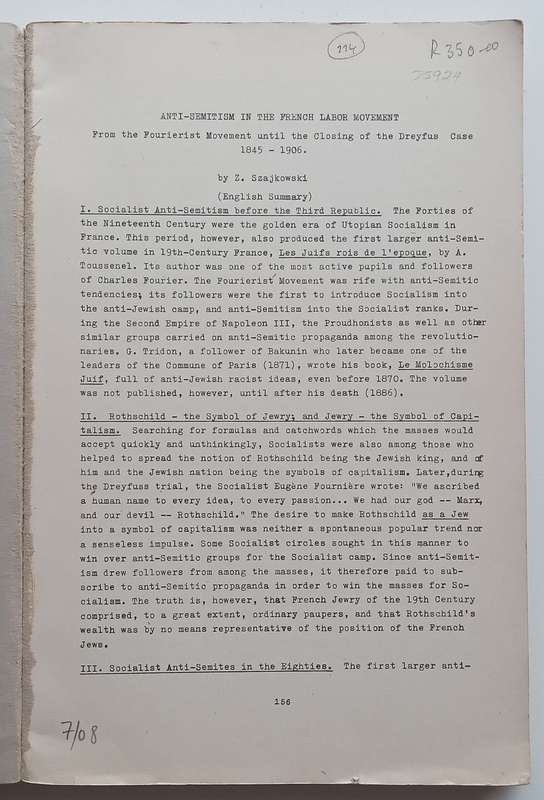 114
R350-00
75924
ANTI-SEMITISM IN THE FRENCH LABOR MOVEMENT
From the Fourierist Movement until the Closing of the Dreyfus Case
1845 - 1906.
by Z. Szajkowski
(English Summary)
I. Socialist Anti-Semitism before the Third Republic. The Forties of
the Nineteenth Century were the golden era of Utopian Socialism in
France. This period, however, also produced the first larger anti-Semi-
tic volume in 19th-Century France, Les Juifs rois de l'epoque, by A.
Toussenel. Its author was one of the most active pupils and followers
of Charles Fourier. The Fourierist Movement was rife with anti-Semitic
tendencies; its followers were the first to introduce Socialism into
the anti-Jewish camp, and anti-Semitism into the Socialist ranks. Dur-
ing the Second Empire of Napoleon III, the Proudhonists as well as other
similar groups carried on anti-Semitic propaganda among the revolutio-
naries. G. Tridon, a follower of Bakunin who later became one of the
leaders of the Commune of Paris (1871), wrote his book, Le Molochisme
Juif, full of anti-Jewish racist ideas, even before 1870. The volume
was not published, however, until after his death (1886).
II. Rothschild - the Symbol of Jewry; and Jewry - the Symbol of Capi-
talism. Searching for formulas and catchwords which the masses would
accept quickly and unthinkingly, Socialists were also among those who
helped to spread the notion of Rothschild being the Jewish king, and of
him and the Jewish nation being the symbols of capitalism. Later,during
the Dreyfuss trial, the Socialist Eugène Fournière wrote: "We ascribed
a human name to every idea, to every passion... We had our god -- Marx,
and our devil -- Rothschild." The desire to make Rothschild as a Jew
into a symbol of capitalism was neither a spontaneous popular trend nor
a senseless impulse. Some Socialist circles sought in this manner to
win over anti-Semitic groups for the Socialist camp. Since anti-Semit-
ism drew followers from among the masses, it therefore paid to sub-
scribe to anti-Semitic propaganda in order to win the masses for So-
cialism. The truth is, however, that French Jewry of the 19th Century
comprised, to a great extent, ordinary paupers, and that Rothschild's
wealth was by no means representative of the position of the French
Jews.
III. Socialist Anti-Semites in the Eighties. The first larger anti-
156
7/08